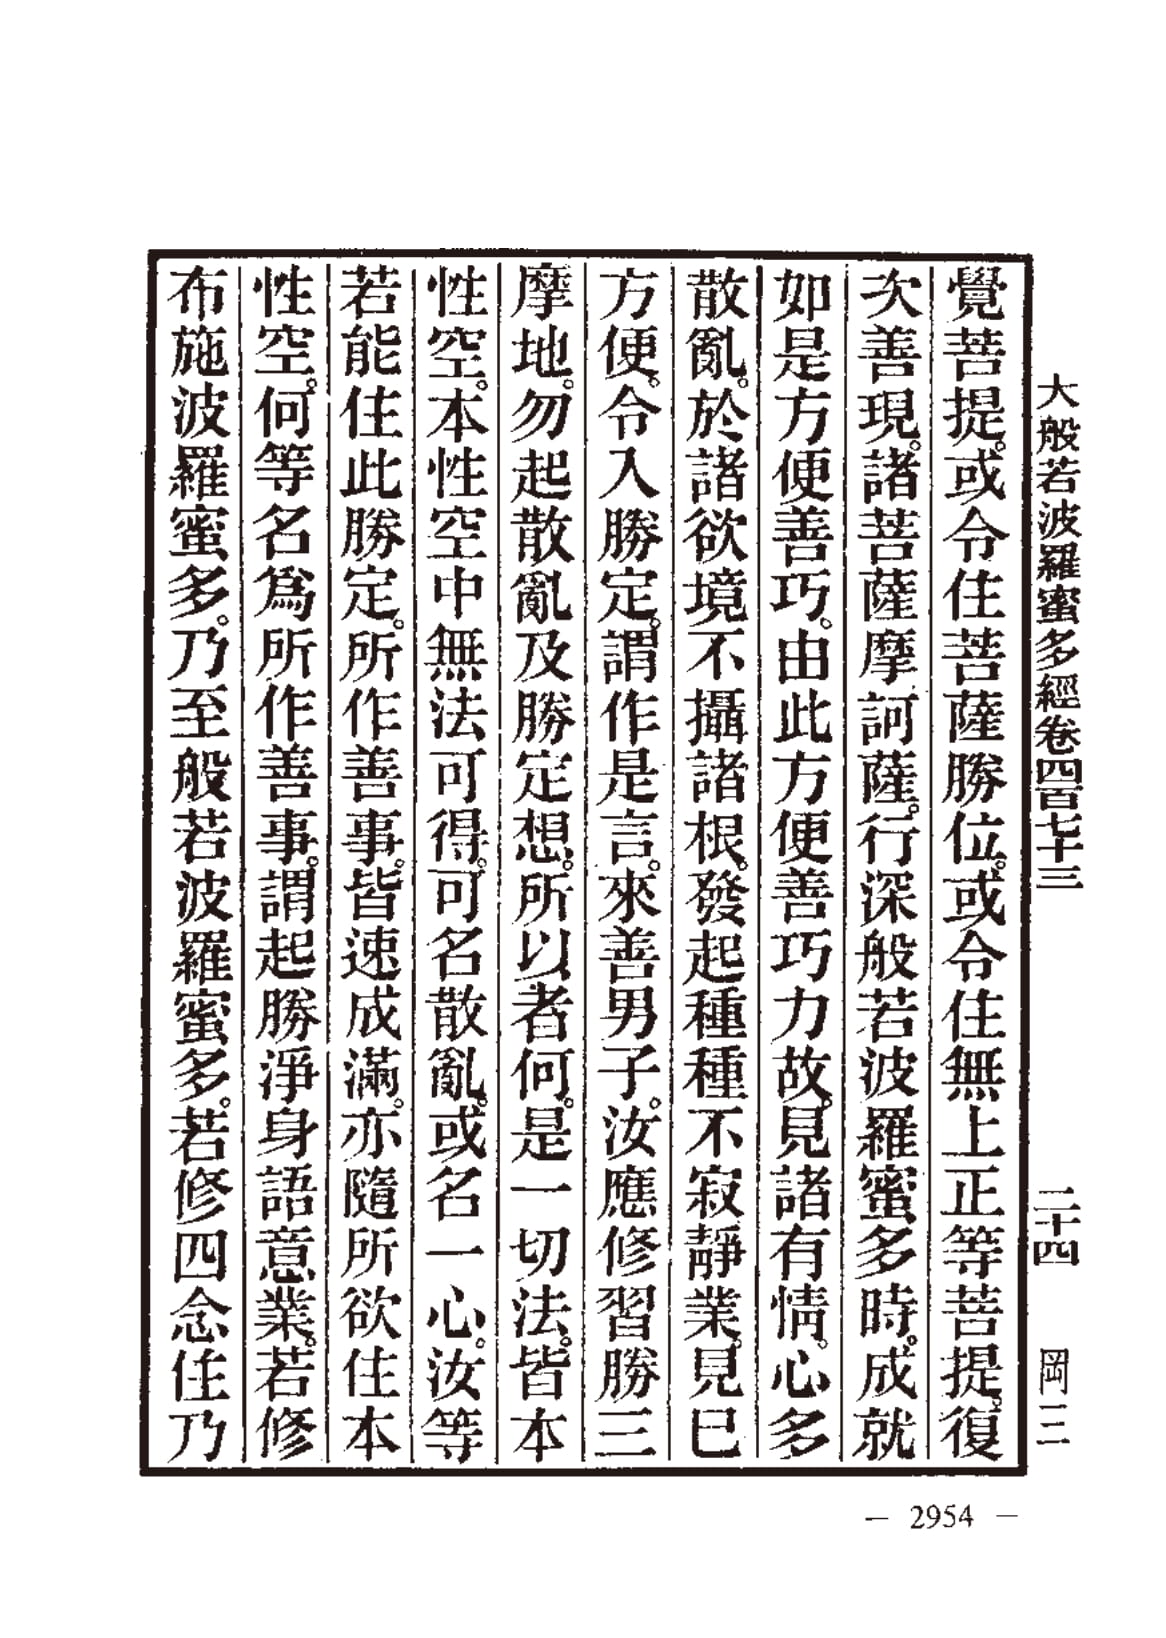 大般若波羅蜜多經卷四百七十三 二十四 岡三
覺菩提。或令住菩薩勝位。或令住無上正等菩提。復
次善現。諸菩薩摩訶薩。行深般若波羅蜜多時。成就
如是方便善巧。由此方便善巧力故。見諸有情。心多
散亂。於諸欲境不攝諸根。發起種種不寂靜業。見已
方便。令入勝定。謂作是言。來善男子。汝應修習勝三
摩地。勿起散亂及勝定想。所以者何。是一切法。皆本
性空。本性空中無法可得。可名散亂。或名一心。汝等
若能住此勝定。所作善事。皆速成滿。亦隨所欲住本
性空。何等名爲所作善事。謂起勝淨身語意業。若修
布施波羅蜜多。乃至般若波羅蜜多。若修四念住乃
— 2954 —